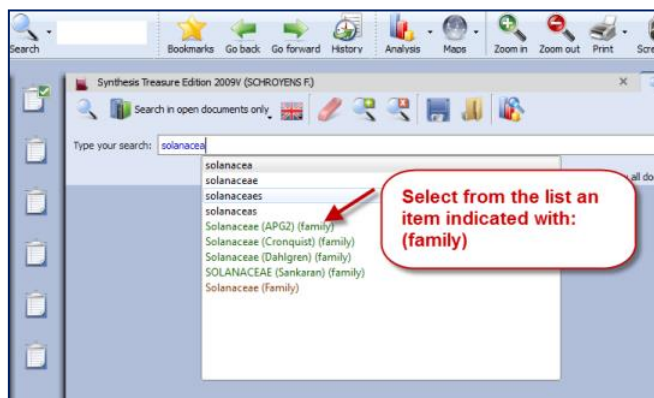 Search Bookmarks Go back Go forward History Analysis Maps Zoom in Zoom out Print
Synthesis Treasure Edition 2009V (SCHROYENS F.)
Search in open documents only
Type your search: solanacea
solanacea
solanaceae
solanaceaes
solanaceas
Solanaceae (APG2) (family)
Solanaceae (Cronquist) (family)
Solanaceae (Dahlgren) (family)
SOLANACEAE (Sankaran) (family)
Solanaceae (Family)
all do
Select from the list an
item indicated with:
(family)